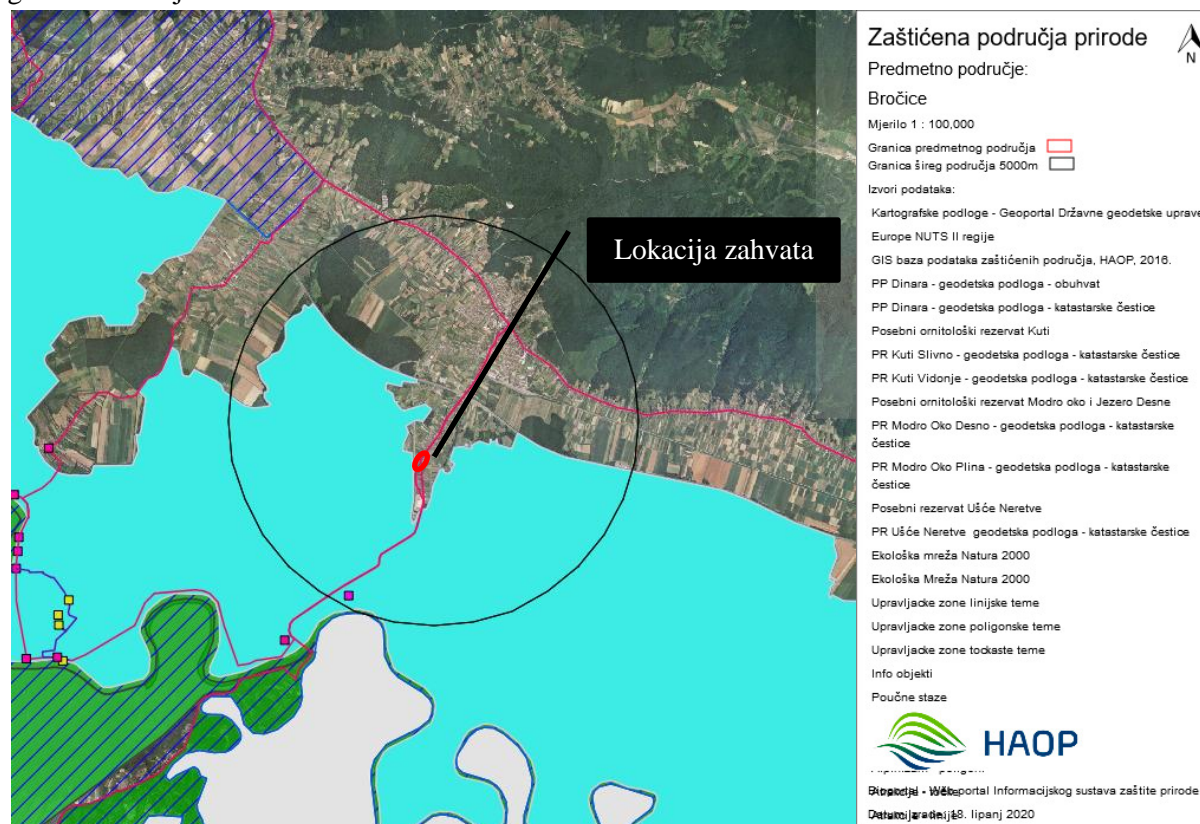 Lokacija zahvata
Zaštićena područja prirode
N
Predmetno područje:
Bročice
Mjerilo 1 : 100,000
Granica predmetnog područja
Granica šireg područja 5000m
Izvori podataka:
Kartografske podloge - Geoportal Državne geodetske uprave
Europe NUTS II regije
GIS baza podataka zaštićenih područja, HAOP, 2016.
PP Dinara - geodetska podloga - obuhvat
PP Dinara - geodetska podloga - katastarske čestice
Posebni ornitološki rezervat Kuti
PR Kuti Slivno - geodetska podloga - katastarske čestice
PR Kuti Vidonje - geodetska podloga - katastarske čestice
Posebni ornitološki rezervat Modro oko i Jezero Desne
PR Modro Oko Desno - geodetska podloga - katastarske
čestice
PR Modro Oko Plina - geodetska podloga - katastarske
čestice
Posebni rezervat Ušće Neretve
PR Ušće Neretve geodetska podloga - katastarske čestice
Ekološka mreža Natura 2000
Ekološka Mreža Natura 2000
Upravljacke zone linijske teme
Upravljacke zone poligonske teme
Upravljacke zone tockaste teme
Info objekti
Poučne staze
HAOP
Web portal Informacijskog sustava zaštite prirode
18. lipanj 2020